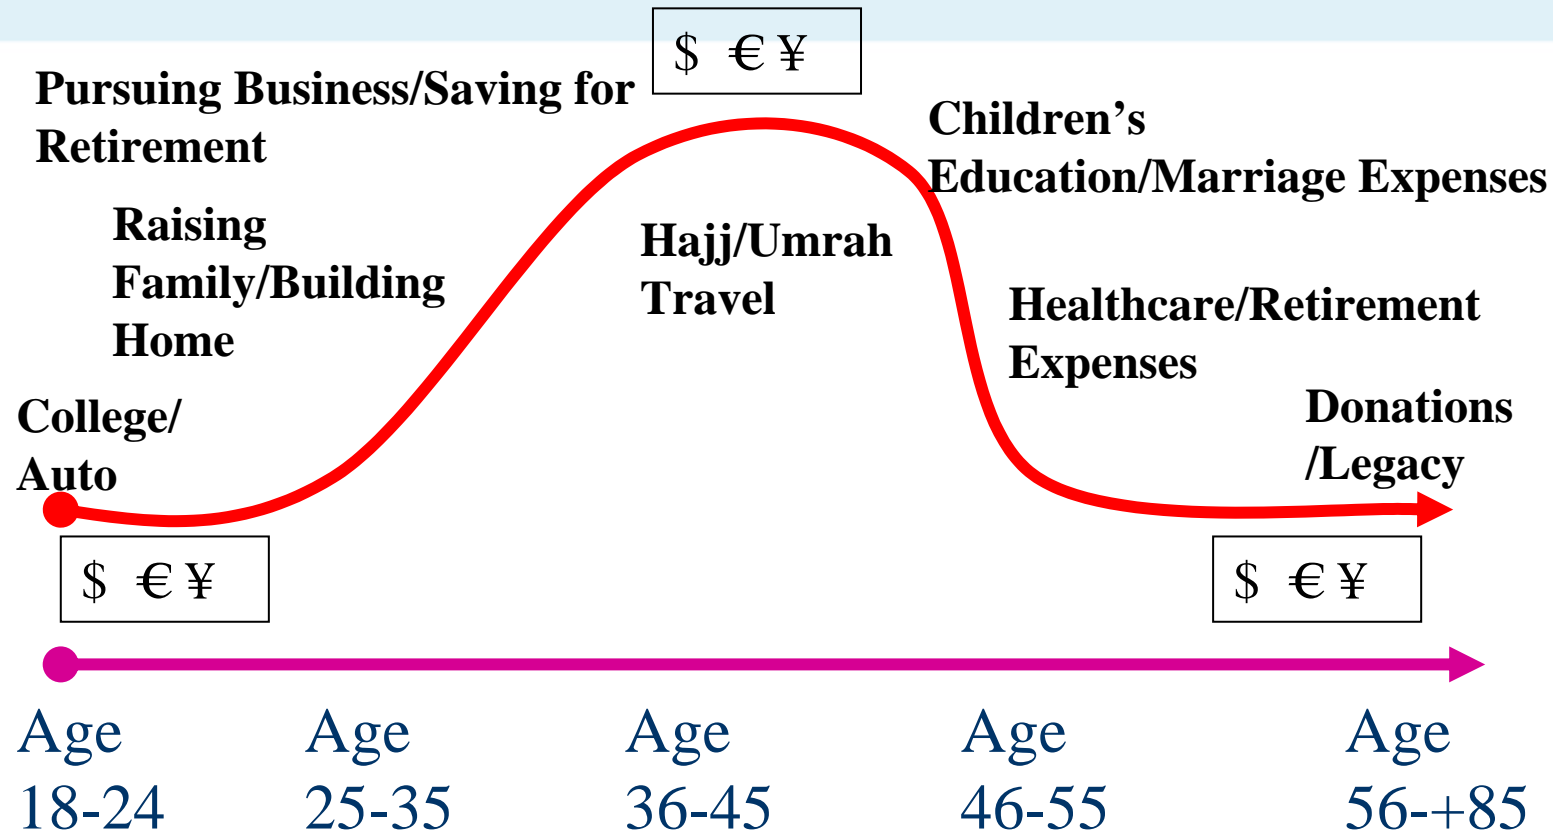 $ € ¥
Pursuing Business/Saving for
Retirement
Children’s
Education/Marriage Expenses
Raising
Family/Building
Home
Hajj/Umrah
Travel
Healthcare/Retirement
Expenses
College/
Auto
Donations
/Legacy
$ € ¥
$ € ¥
Age
18-24
Age
25-35
Age
36-45
Age
46-55
Age
56-+85